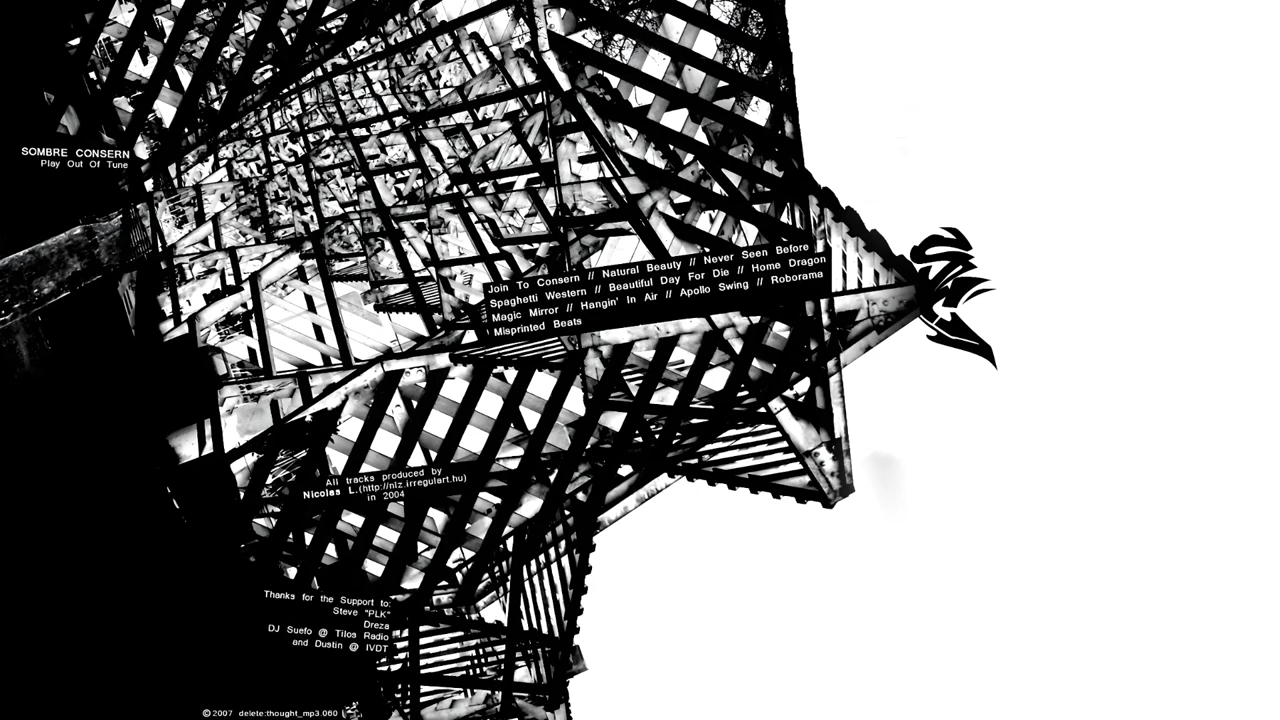 SOMBRE CONSERN
Play Out Of Tune
Join To Consern // Natural Beauty // Never Seen Before
Spaghetti Western // Beautiful Day For Die // Home Dragon
Magic Mirror // Hangin' In Air // Apollo Swing // Roborama
Misprinted Beats
All tracks produced by
Nicolas L.(http://nlz.irregulart.hu)
in 2004
Thanks for the Support to:
Steve "PLK"
Dreza
DJ Suefo @ Tilos Radio
and Dustin @ IVDT
©2007 delete:thought_mp3.060